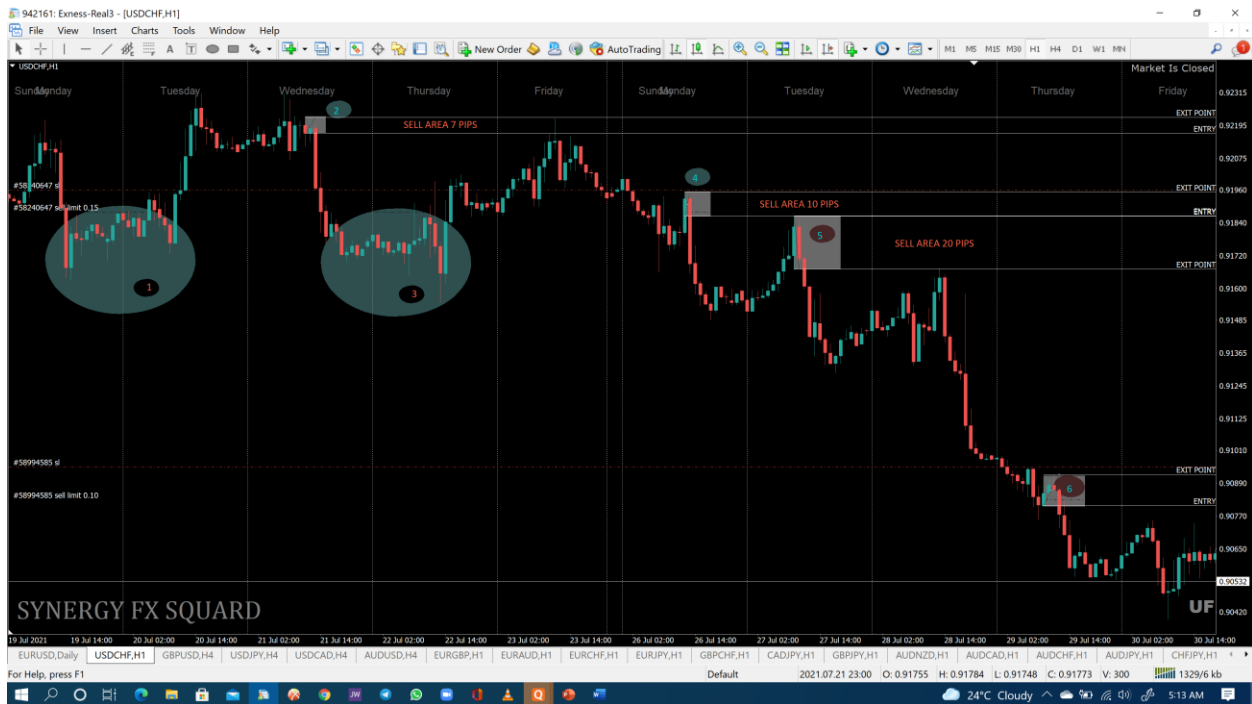 942161: Exness-Real3 - [USDCHF,H1]
File View Insert Charts Tools Window Help
New Order AutoTrading M1 M5 M15 M30 H1 H4 D1 W1 MN
USDCHF,H1
Market Is Closed
Monday Tuesday Wednesday Thursday Friday Monday Tuesday Wednesday Thursday Friday
0.92315
2
EXIT POINT
SELL AREA 7 PIPS
0.92195
ENTRY
0.92075
4
#58240647 sl
EXIT POINT
0.91960
#58240647 sell limit 0.15
SELL AREA 10 PIPS
ENTRY
0.91840
5
SELL AREA 20 PIPS
0.91720
EXIT POINT
1
3
0.91600
0.91485
0.91365
0.91245
0.91125
0.91010
#58994585 sl
EXIT POINT
0.90890
6
#58994585 sell limit 0.10
ENTRY
0.90770
0.90650
0.90532
SYNERGY FX SQUARD
UF
0.90420
19 Jul 2021 19 Jul 14:00 20 Jul 02:00 20 Jul 14:00 21 Jul 02:00 21 Jul 14:00 22 Jul 02:00 22 Jul 14:00 23 Jul 02:00 23 Jul 14:00 26 Jul 02:00 26 Jul 14:00 27 Jul 02:00 27 Jul 14:00 28 Jul 02:00 28 Jul 14:00 29 Jul 02:00 29 Jul 14:00 30 Jul 02:00 30 Jul 14:00
EURUSD,Daily USDCHF,H1 GBPUSD,H4 USDJPY,H4 USDCAD,H4 AUDUSD,H4 EURGBP,H1 EURAUD,H1 EURCHF,H1 EURJPY,H1 GBPCHF,H1 CADJPY,H1 GBPJPY,H1 AUDNZD,H1 AUDCAD,H1 AUDCHF,H1 AUDJPY,H1 CHFJPY,H1
For Help, press F1 Default 2021.07.21 23:00 O: 0.91755 H: 0.91784 L: 0.91748 C: 0.91773 V: 300 1329/6 kb
24°C Cloudy 5:13 AM